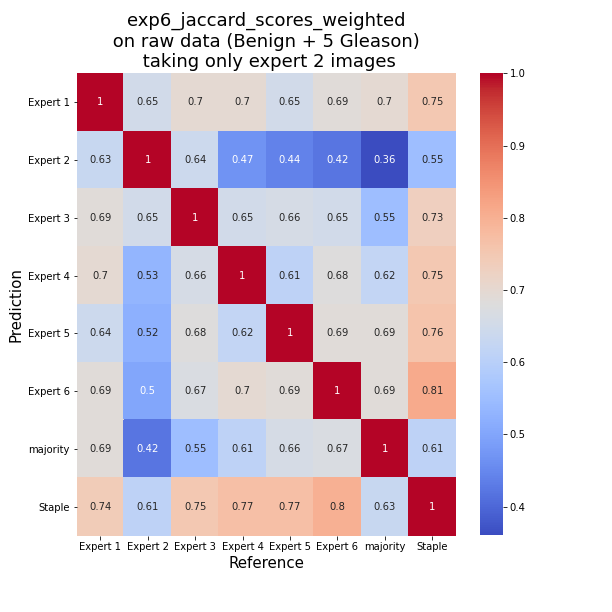 exp6_jaccard_scores_weighted
on raw data (Benign + 5 Gleason)
taking only expert 2 images
Prediction
Expert 1 1 0.65 0.7 0.7 0.65 0.69 0.7 0.75
Expert 2 0.63 1 0.64 0.47 0.44 0.42 0.36 0.55
Expert 3 0.69 0.65 1 0.65 0.66 0.65 0.55 0.73
Expert 4 0.7 0.53 0.66 1 0.61 0.68 0.62 0.75
Expert 5 0.64 0.52 0.68 0.62 1 0.69 0.69 0.76
Expert 6 0.69 0.5 0.67 0.7 0.69 1 0.69 0.81
majority 0.69 0.42 0.55 0.61 0.66 0.67 1 0.61
Staple 0.74 0.61 0.75 0.77 0.77 0.8 0.63 1
Expert 1 Expert 2 Expert 3 Expert 4 Expert 5 Expert 6 majority Staple
Reference
1.0
0.9
0.8
0.7
0.6
0.5
0.4